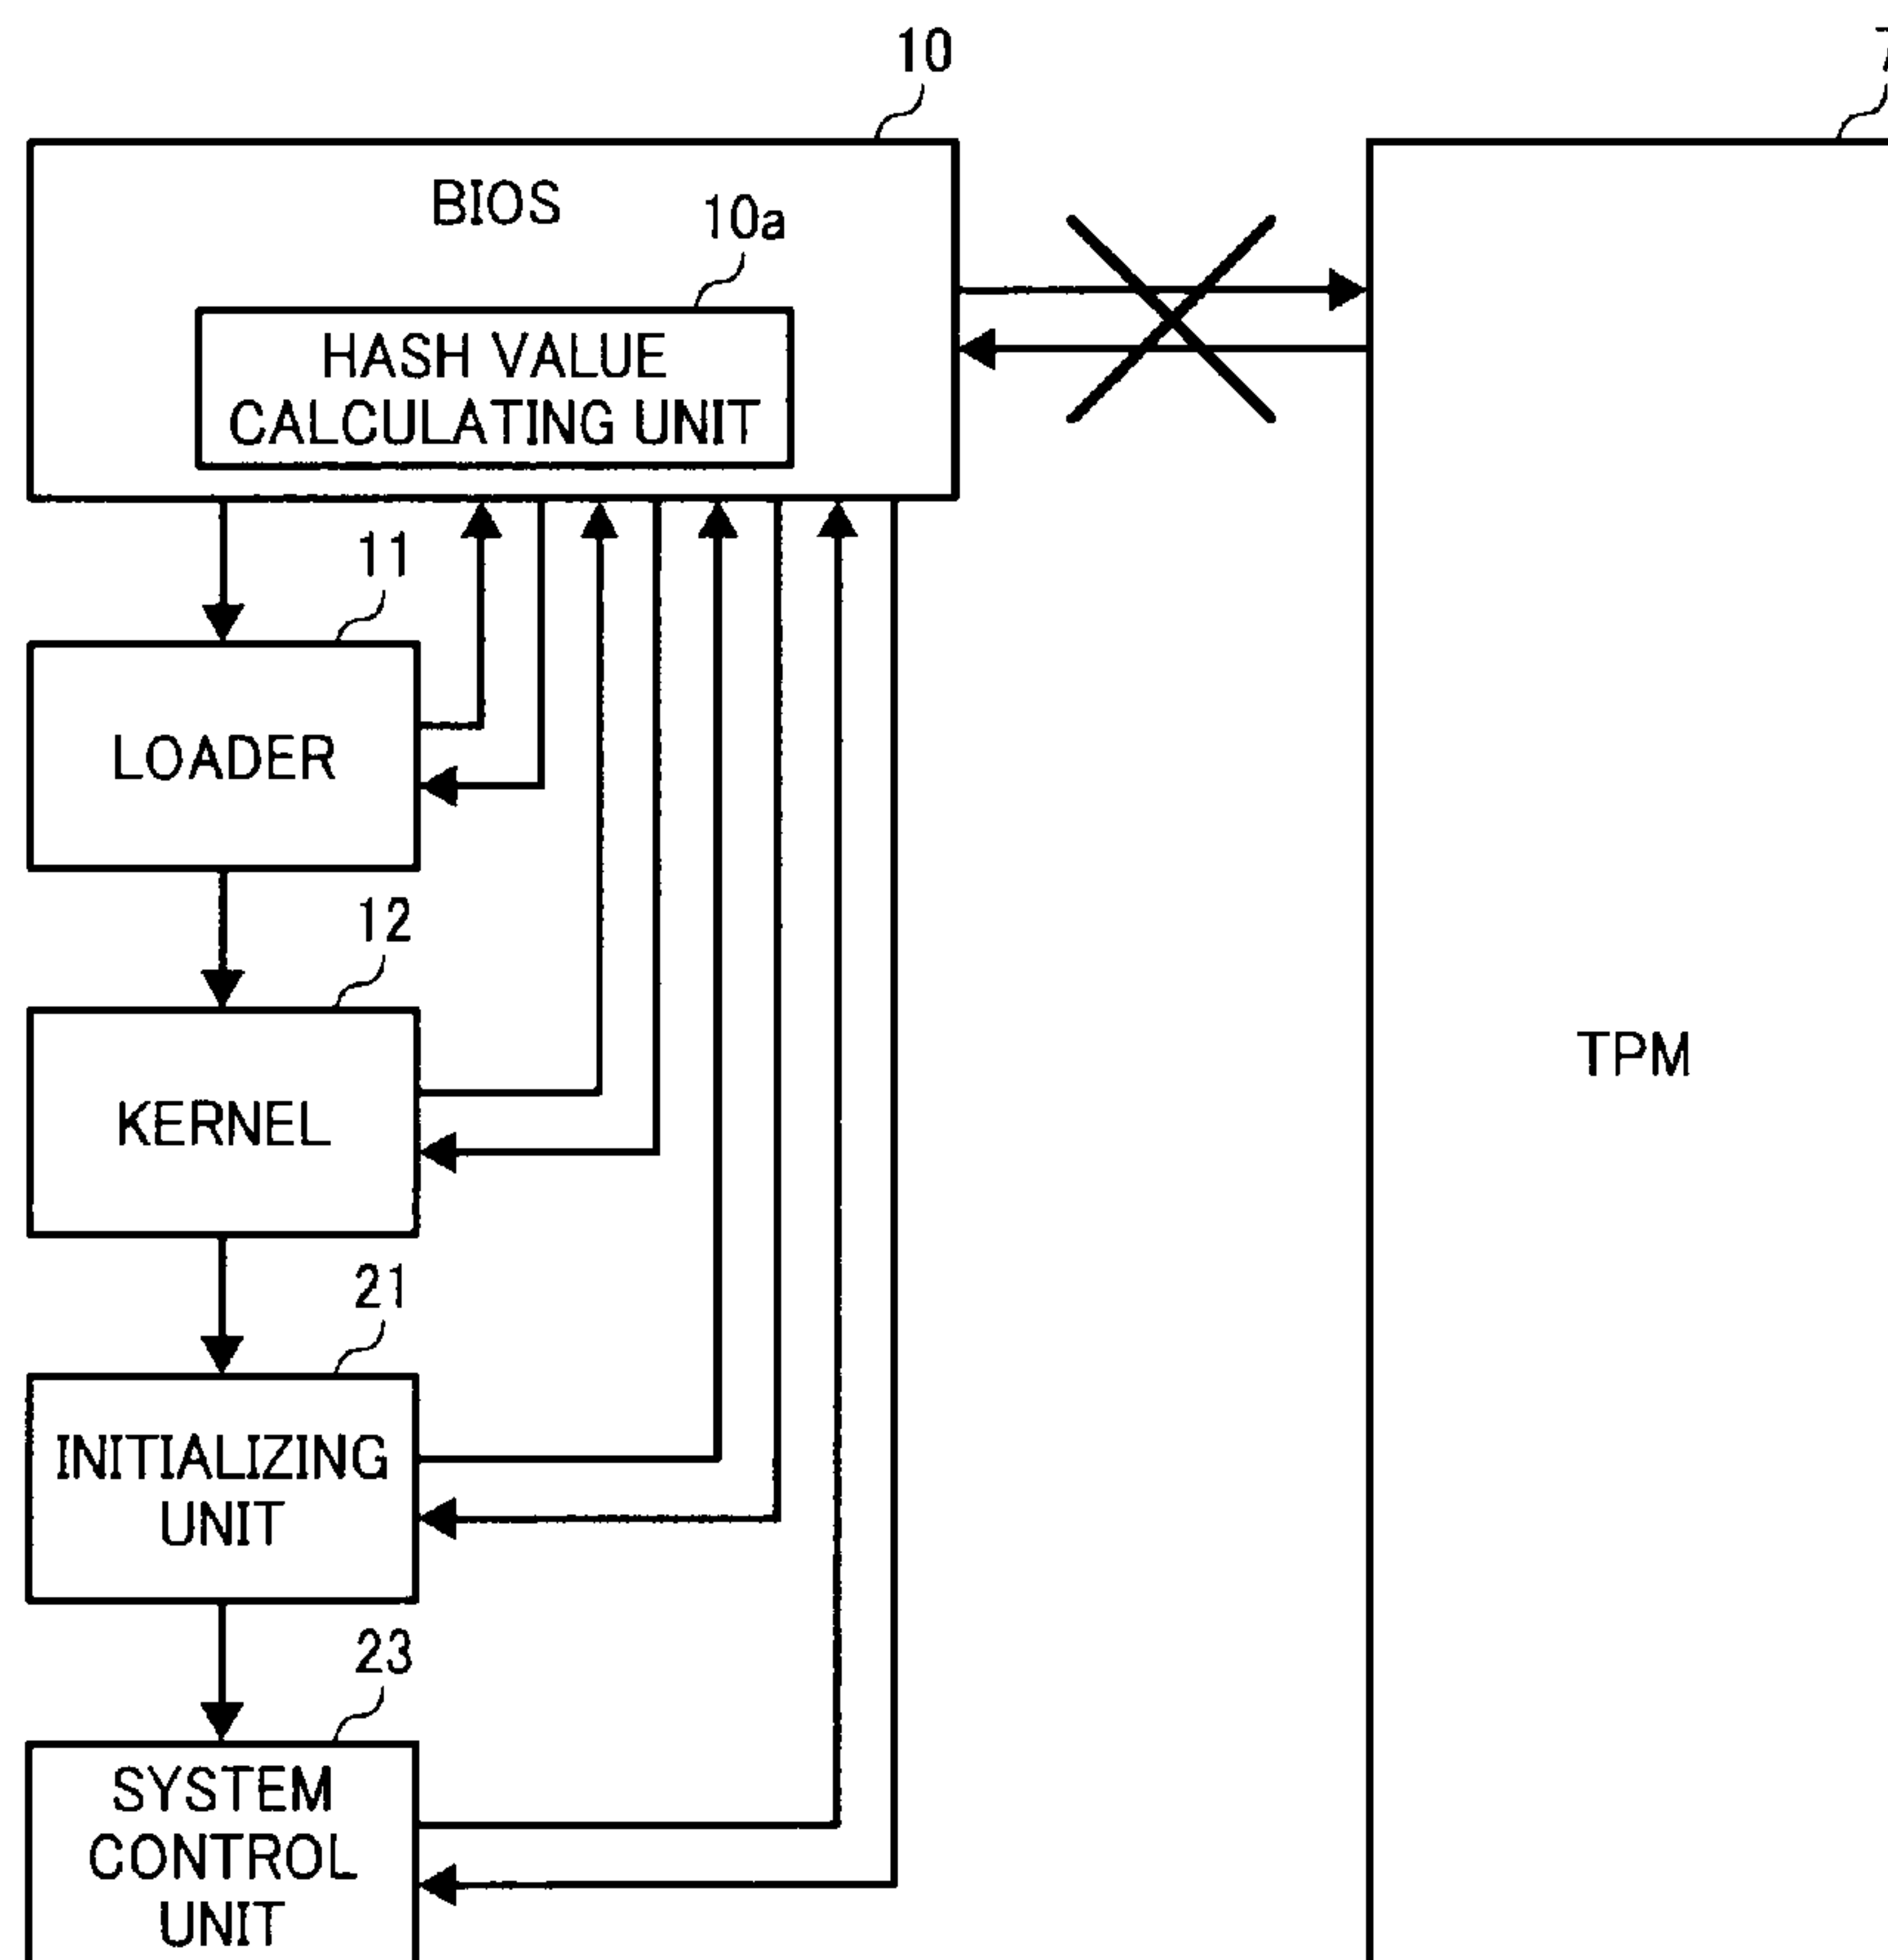 10
7
BIOS
10a
HASH VALUE
CALCULATING UNIT
11
LOADER
12
KERNEL
TPM
21
INITIALIZING
UNIT
23
SYSTEM
CONTROL
UNIT